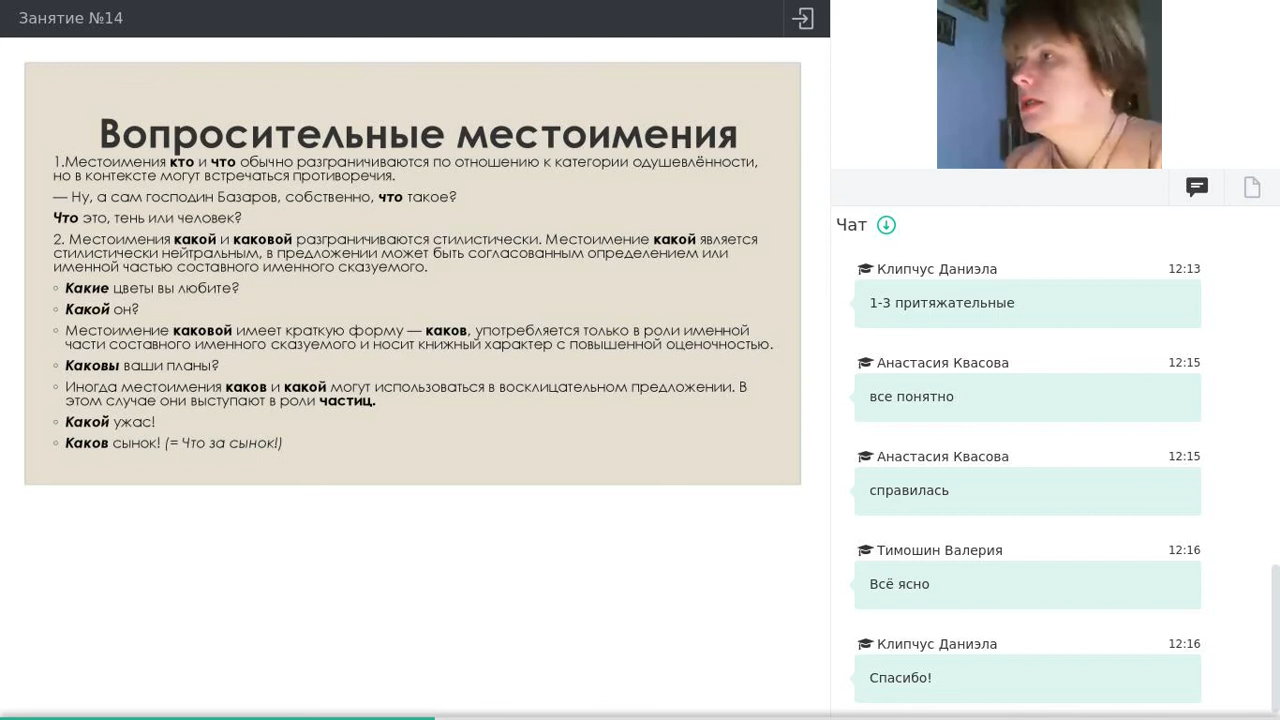 Занятие №14
Вопросительные местоимения
1.Местоимения кто и что обычно разграничиваются по отношению к категории одушевлённости,
но в контексте могут встречаться противоречия.
— Ну, а сам господин Базаров, собственно, что такое?
Что это, тень или человек?
2. Местоимения какой и каковой разграничиваются стилистически. Местоимение какой является
стилистически нейтральным, в предложении может быть согласованным определением или
именной частью составного именного сказуемого.
◦ Какие цветы вы любите?
◦ Какой он?
◦ Местоимение каковой имеет краткую форму — каков, употребляется только в роли именной
части составного именного сказуемого и носит книжный характер с повышенной оценочностью.
◦ Каковы ваши планы?
◦ Иногда местоимения каков и какой могут использоваться в восклицательном предложении. В
этом случае они выступают в роли частиц.
◦ Какой ужас!
◦ Каков сынок! (= Что за сынок!)
Чат
Клипчус Даниэла 12:13
1-3 притяжательные
Анастасия Квасова 12:15
все понятно
Анастасия Квасова 12:15
справилась
Тимошин Валерия 12:16
Всё ясно
Клипчус Даниэла 12:16
Спасибо!